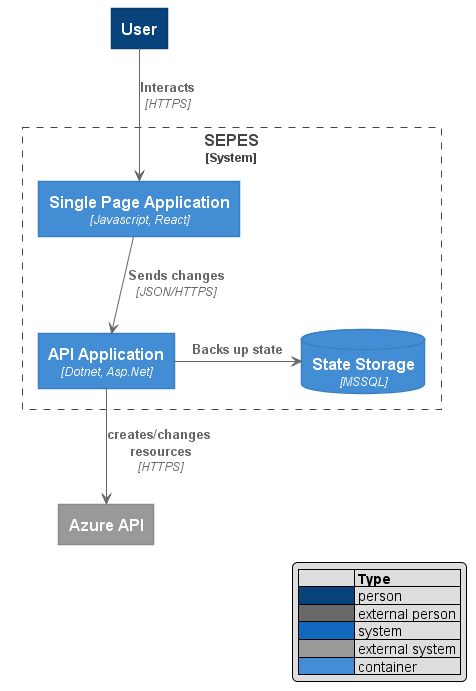 User
Interacts
[HTTPS]
SEPES
[System]
Single Page Application
[Javascript, React]
Sends changes
[JSON/HTTPS]
API Application
[Dotnet, Asp.Net]
Backs up state
State Storage
[MSSQL]
creates/changes
resources
[HTTPS]
Azure API
Type
person
external person
system
external system
container